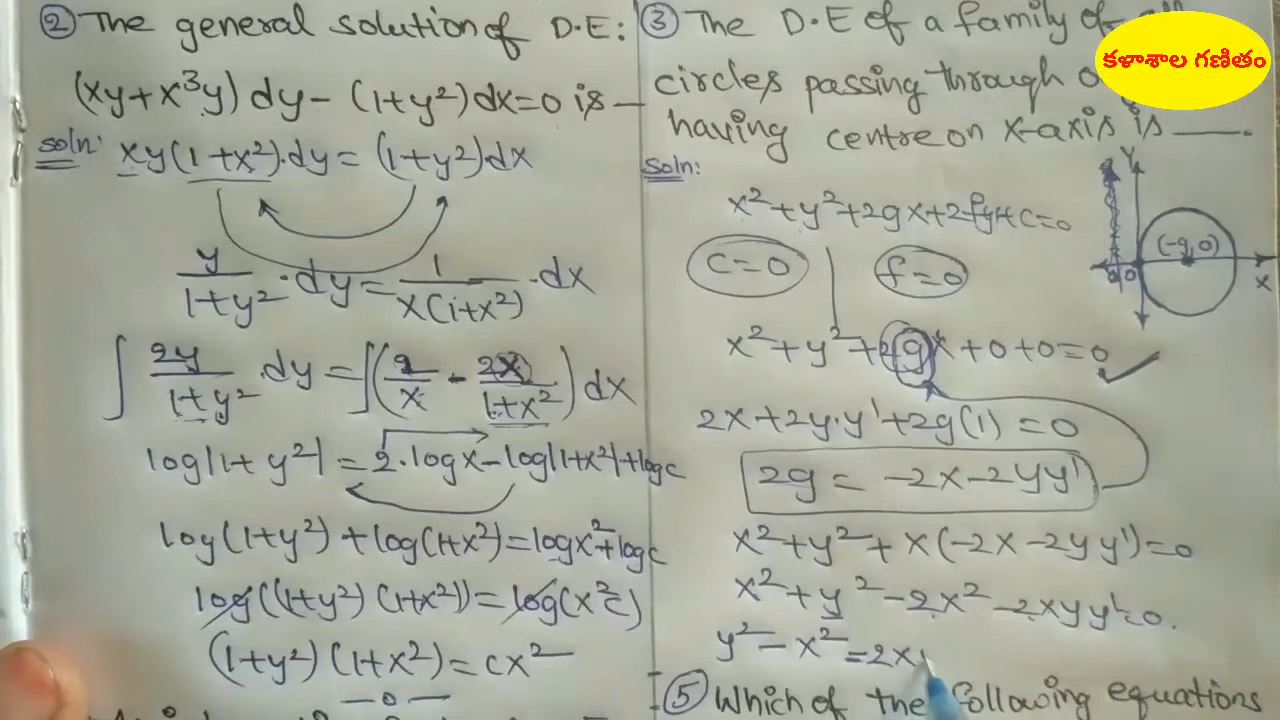 ② The general solution of D.E:
(xy+x³y) dy - (1+y²)dx=0 is —
soln: xy(1+x²).dy = (1+y²)dx
y/(1+y²) · dy = 1/(x(1+x²)) · dx
∫ 2y/(1+y²) · dy = ∫(2/x - 2x/(1+x²)) dx
log|1+y²| = 2·logx - log|1+x²| + logc
log(1+y²) + log(1+x²) = logx² + logc
log((1+y²)(1+x²)) = log(x²c)
(1+y²)(1+x²) = cx²
—o—
③ The D.E of a family of
circles passing through
having centre on x-axis is —.
Soln:
x²+y²+2gx+2fy+c=0
c=0 f=0
x²+y²+2gx+0+0=0
2x+2y.y'+2g(1)=0
2g = -2x-2yy'
x²+y²+x(-2x-2yy')=0
x²+y²-2x²-2xyy'=0.
y²-x²=2x
⑤ Which of the following equations
Y
(-g,0)
0
X
కళాశాల గణితం